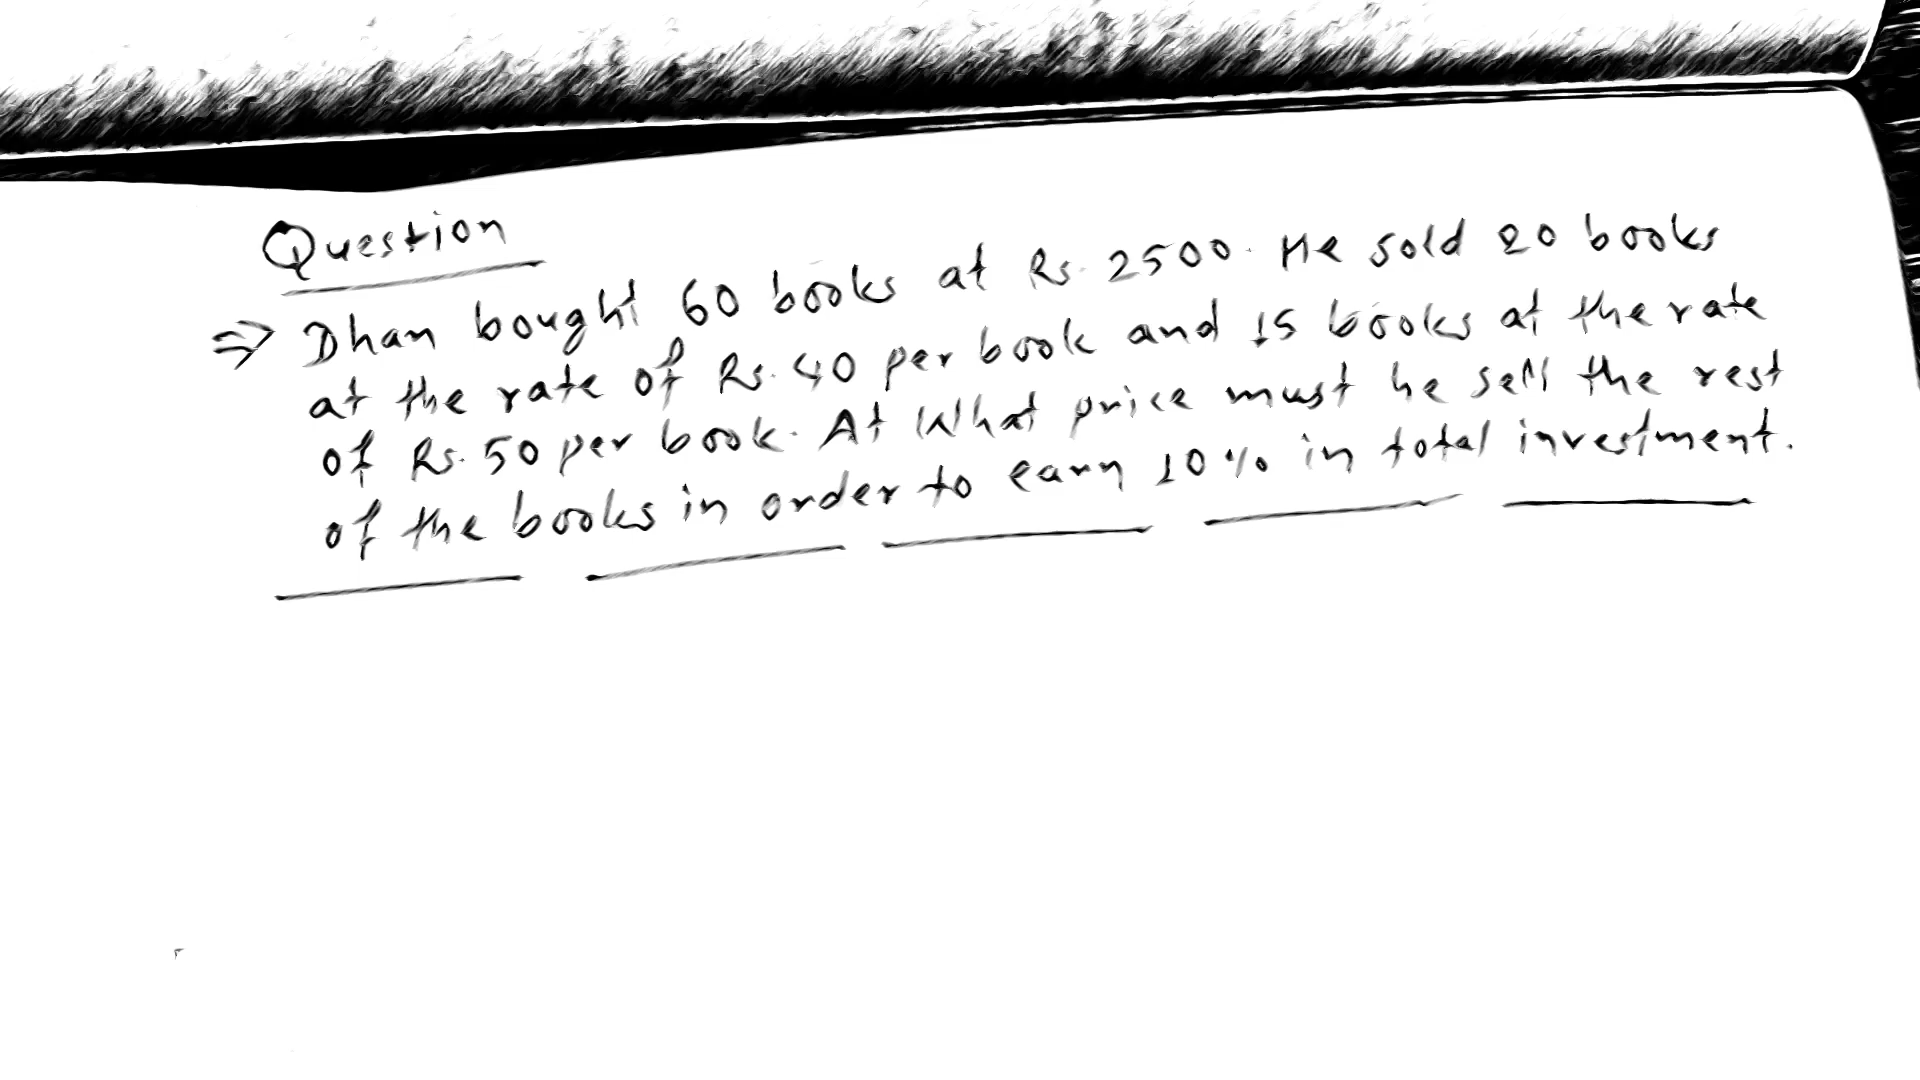 Question
⇒ Dhan bought 60 books at Rs. 2500. He sold 20 books
at the rate of Rs. 40 per book and 15 books at the rate
of Rs. 50 per book. At What price must he sell the rest
of the books in order to earn 10% in total investment.